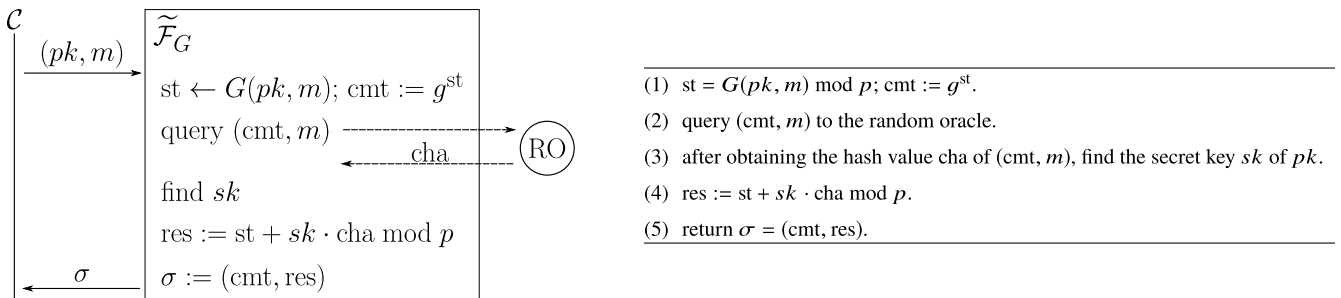 𝒞
(pk, m)
ℱ̃_G
st ← G(pk, m); cmt := g^st
query (cmt, m)
cha
RO
find sk
res := st + sk · cha mod p
σ := (cmt, res)
σ
(1) st = G(pk, m) mod p; cmt := g^st.
(2) query (cmt, m) to the random oracle.
(3) after obtaining the hash value cha of (cmt, m), find the secret key sk of pk.
(4) res := st + sk · cha mod p.
(5) return σ = (cmt, res).